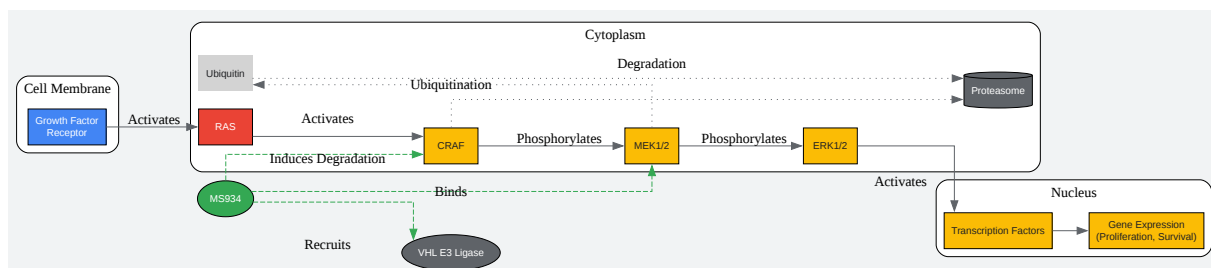 Cytoplasm
Cell Membrane
Growth Factor
Receptor
Activates
Ubiquitin
Degradation
Ubiquitination
Proteasome
RAS
Activates
CRAF
Phosphorylates
MEK1/2
Phosphorylates
ERK1/2
Induces Degradation
MS934
Binds
Recruits
VHL E3 Ligase
Activates
Nucleus
Transcription Factors
Gene Expression
(Proliferation, Survival)